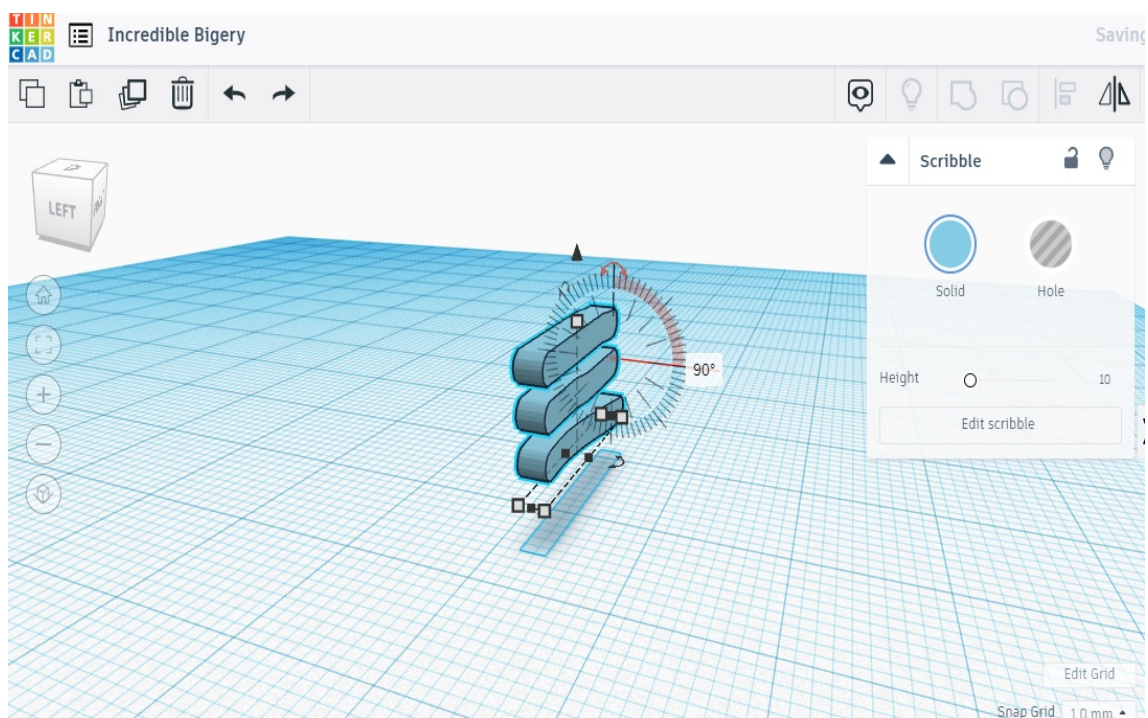 TIN
KER
CAD
Incredible Bigery
Saving
Scribble
LEFT
Solid
Hole
90°
Height
10
Edit scribble
Edit Grid
Snap Grid 1.0 mm